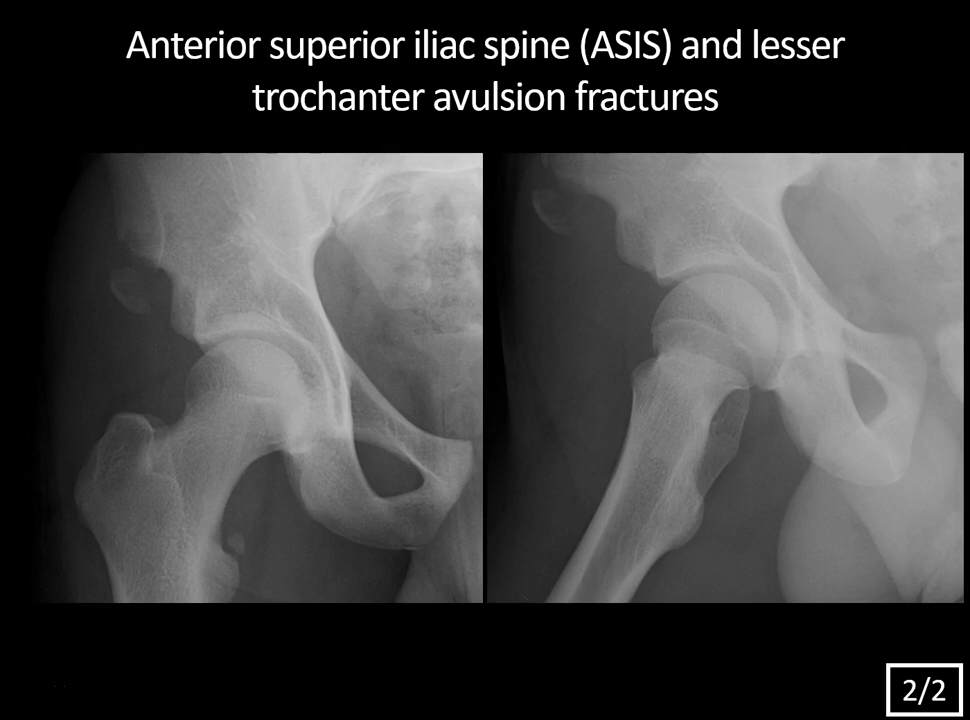 Anterior superior iliac spine (ASIS) and lesser
trochanter avulsion fractures
2/2